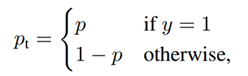 p_t = { p if y = 1
1 − p otherwise,